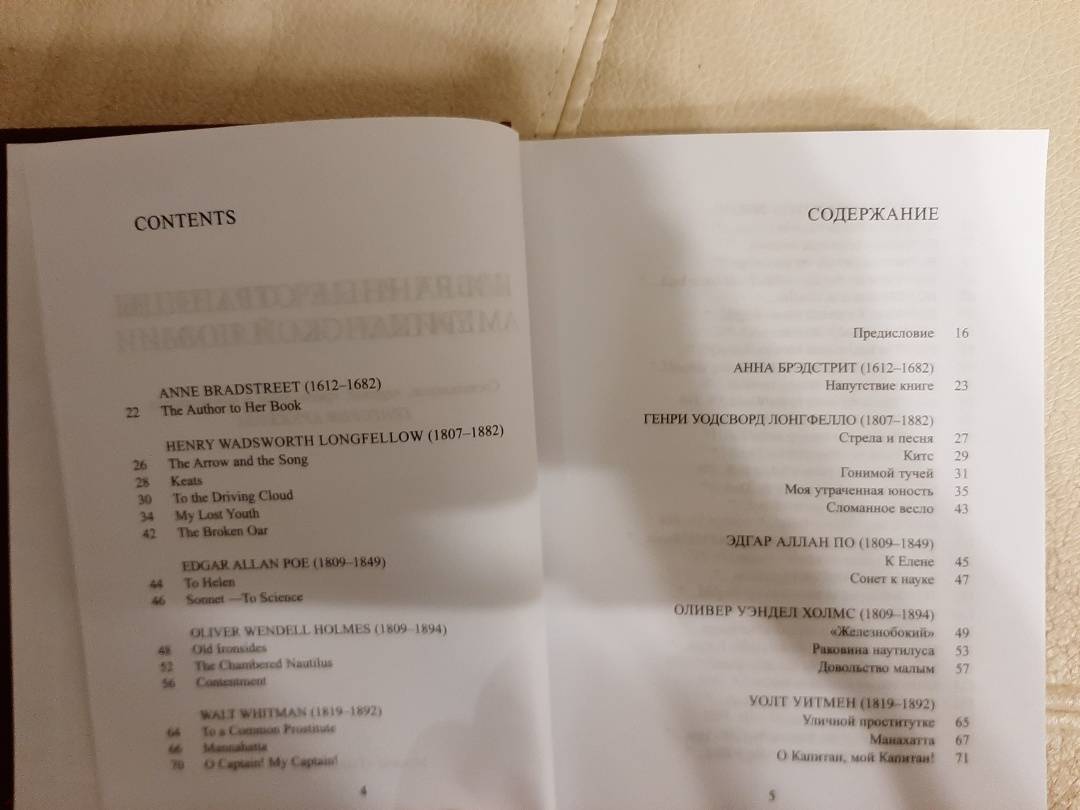 CONTENTS
ANNE BRADSTREET (1612–1682)
22 The Author to Her Book
HENRY WADSWORTH LONGFELLOW (1807–1882)
26 The Arrow and the Song
28 Keats
30 To the Driving Cloud
34 My Lost Youth
42 The Broken Oar
EDGAR ALLAN POE (1809–1849)
44 To Helen
46 Sonnet —To Science
OLIVER WENDELL HOLMES (1809–1894)
48 Old Ironsides
52 The Chambered Nautilus
56 Contentment
WALT WHITMAN (1819–1892)
64 To a Common Prostitute
66 Mannahatta
70 O Captain! My Captain!
4
СОДЕРЖАНИЕ
Предисловие 16
АННА БРЭДСТРИТ (1612–1682)
Напутствие книге 23
ГЕНРИ УОДСВОРД ЛОНГФЕЛЛО (1807–1882)
Стрела и песня 27
Китс 29
Гонимой тучей 31
Моя утраченная юность 35
Сломанное весло 43
ЭДГАР АЛЛАН ПО (1809–1849)
К Елене 45
Сонет к науке 47
ОЛИВЕР УЭНДЕЛ ХОЛМС (1809–1894)
«Железнобокий» 49
Раковина наутилуса 53
Довольство малым 57
УОЛТ УИТМЕН (1819–1892)
Уличной проститутке 65
Манахатта 67
О Капитан, мой Капитан! 71
5